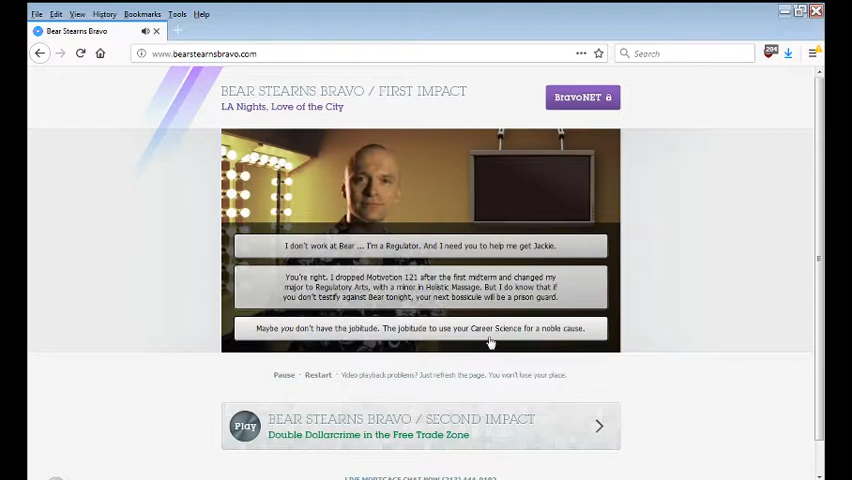 File Edit View History Bookmarks Tools Help
Bear Stearns Bravo
www.bearstearnsbravo.com
Search
204
BEAR STEARNS BRAVO / FIRST IMPACT
LA Nights, Love of the City
BravoNET
I don't work at Bear ... I'm a Regulator. And I need you to help me get Jackie.
You're right. I dropped Motivation 121 after the first midterm and changed my
major to Regulatory Arts, with a minor in Holistic Massage. But I do know that if
you don't testify against Bear tonight, your next bossicule will be a prison guard.
Maybe you don't have the jobitude. The jobitude to use your Career Science for a noble cause.
Pause - Restart - Video playback problems? Just refresh the page. You won't lose your place.
Play
BEAR STEARNS BRAVO / SECOND IMPACT
Double Dollarcrime in the Free Trade Zone
LIVE MORTGAGE CHAT NOW